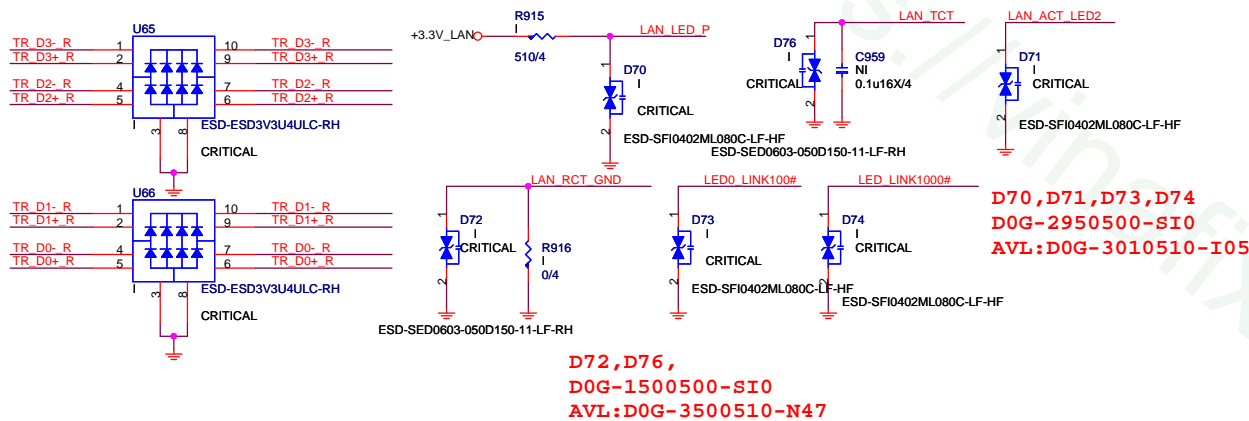 U65
TR_D3-_R 1 10 TR_D3-_R
TR_D3+_R 2 9 TR_D3+_R
TR_D2-_R 4 7 TR_D2-_R
TR_D2+_R 5 6 TR_D2+_R
I 3 8 ESD-ESD3V3U4ULC-RH
CRITICAL
R915
I
+3.3V_LAN LAN_LED_P
510/4
1 D70
I
CRITICAL
2
ESD-SFI0402ML080C-LF-HF
LAN_TCT
D76 1
I
CRITICAL
2
C959
NI
0.1u16X/4
ESD-SED0603-050D150-11-LF-RH
LAN_ACT_LED2
1 D71
I
CRITICAL
2
ESD-SFI0402ML080C-LF-HF
U66
TR_D1-_R 1 10 TR_D1-_R
TR_D1+_R 2 9 TR_D1+_R
TR_D0-_R 4 7 TR_D0-_R
TR_D0+_R 5 6 TR_D0+_R
I 3 8 ESD-ESD3V3U4ULC-RH
CRITICAL
LAN_RCT_GND
1 D72
I
CRITICAL
2
R916
I
0/4
ESD-SED0603-050D150-11-LF-RH
LED0_LINK100#
1 D73
I
CRITICAL
2
ESD-SFI0402ML080C-LF-HF
LED_LINK1000#
1 D74
I
CRITICAL
2
ESD-SFI0402ML080C-LF-HF
D70,D71,D73,D74
D0G-2950500-SI0
AVL:D0G-3010510-I05
D72,D76,
D0G-1500500-SI0
AVL:D0G-3500510-N47